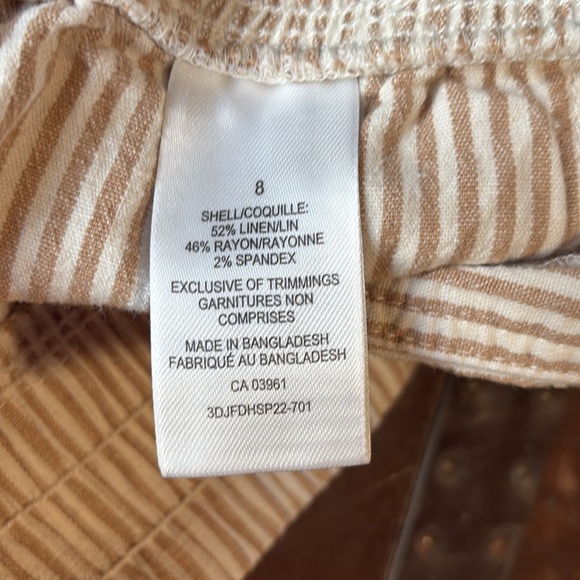 8
SHELL/COQUILLE:
52% LINEN/LIN
46% RAYON/RAYONNE
2% SPANDEX
EXCLUSIVE OF TRIMMINGS
GARNITURES NON
COMPRISES
MADE IN BANGLADESH
FABRIQUÉ AU BANGLADESH
CA 03961
3DJFDHSP22-701